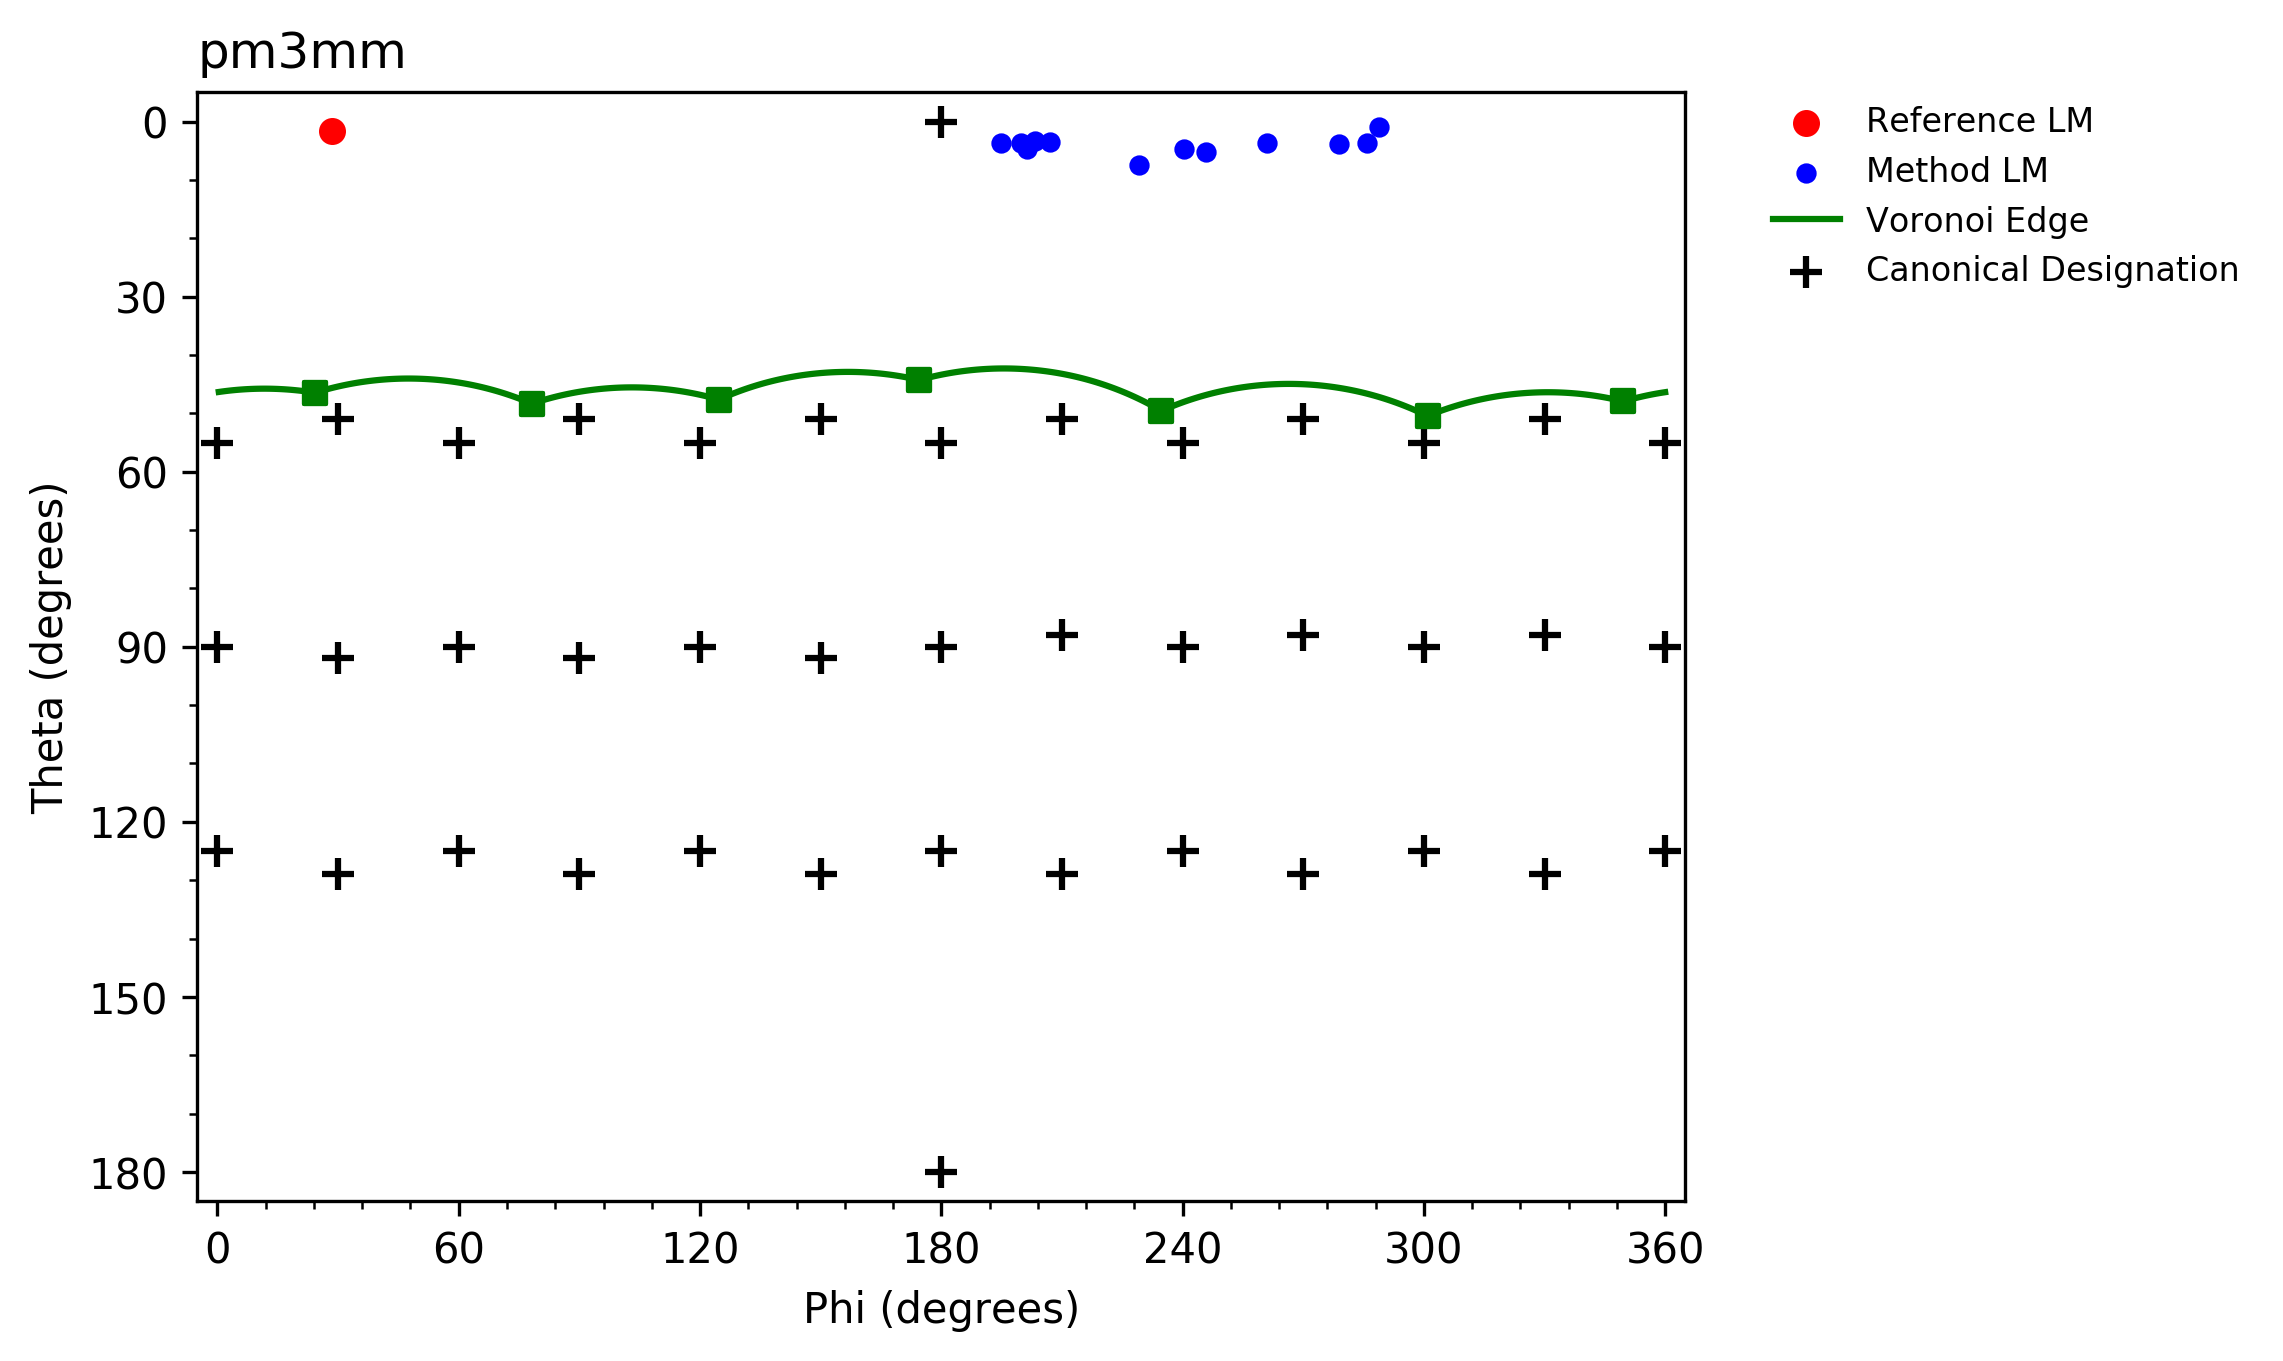 pm3mm
0
30
60
90
120
150
180
Theta (degrees)
0 60 120 180 240 300 360
Phi (degrees)
Reference LM
Method LM
Voronoi Edge
Canonical Designation